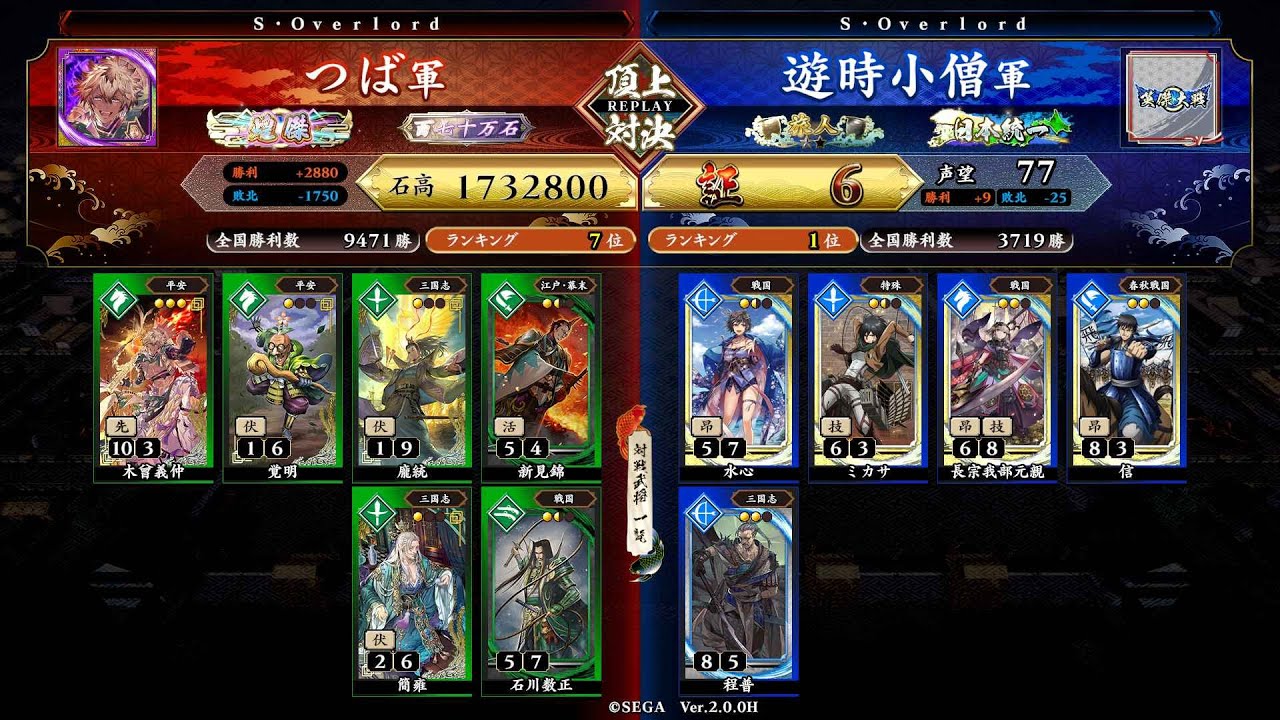 S・Overlord
S・Overlord
つば軍
頂上
REPLAY
対決
遊時小僧軍
百七十万石
旅人
日本統一
英傑大戦
勝利 +2880
敗北 -1750
石高 1732800
証 6
声望 77
勝利 +9 敗北 -25
全国勝利数 9471勝
ランキング 7位
ランキング 1位
全国勝利数 3719勝
平安
先
10 3
木曾義仲
平安
伏
1 6
覚明
三国志
伏
1 9
龐統
江戸・幕末
活
5 4
新見錦
戦国
昂
5 7
水心
特殊
技
6 3
ミカサ
戦国
昂 技
6 8
長宗我部元親
春秋戦国
飛
昂
8 3
信
対戦武将一覧
三国志
伏
2 6
簡雍
戦国
5 7
石川数正
三国志
8 5
程普
©SEGA Ver.2.0.0H